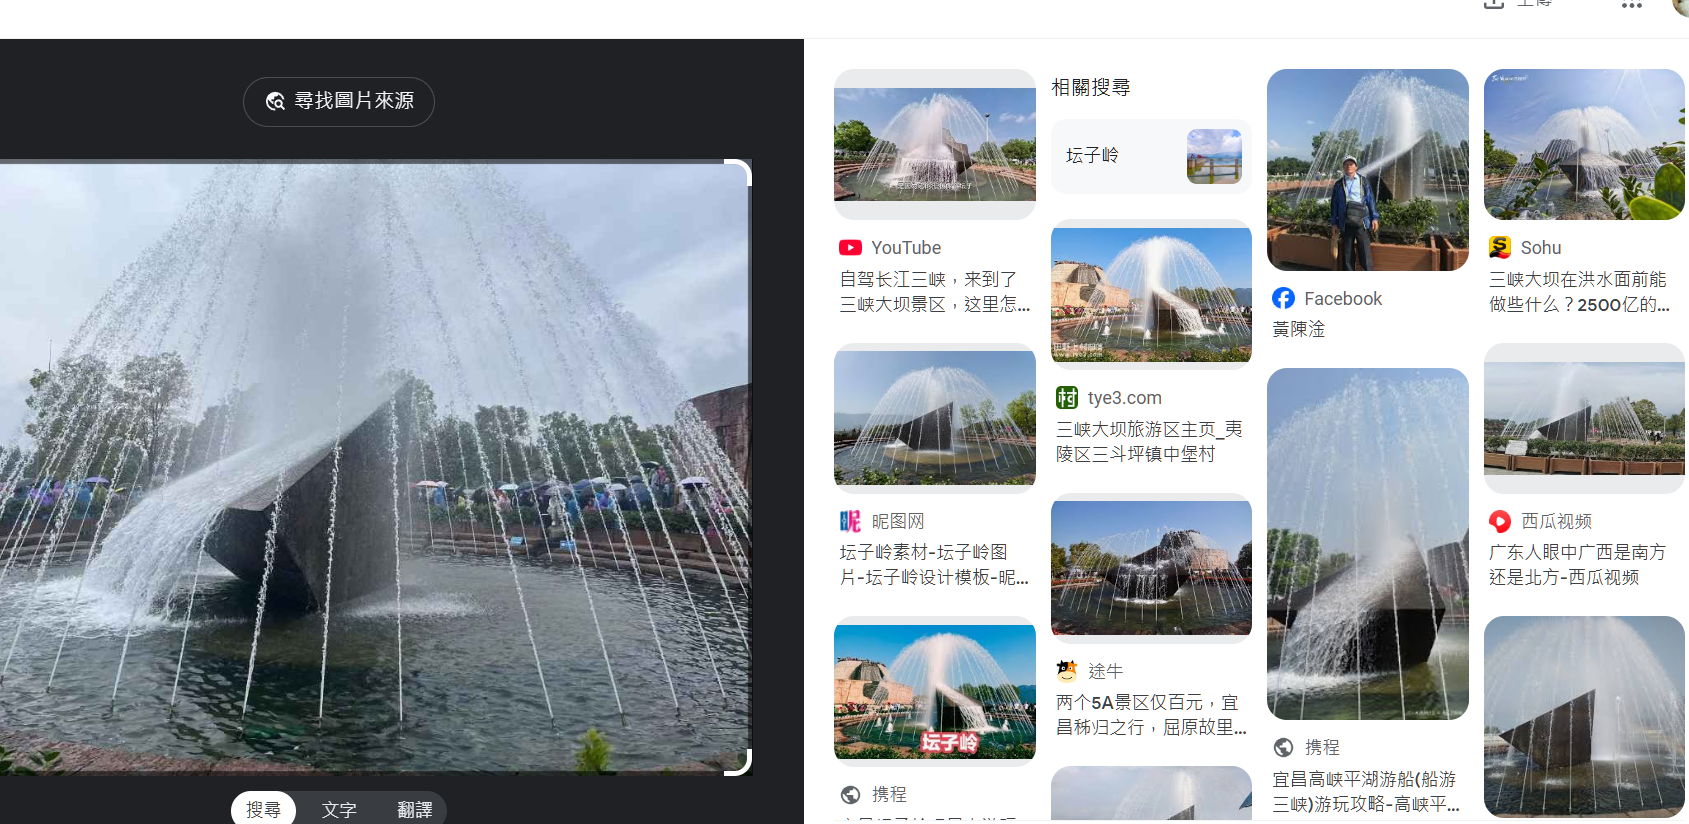 上傳
尋找圖片來源
搜尋
文字
翻譯
YouTube
自驾长江三峡，来到了
三峡大坝景区，这里怎...
昵图网
坛子岭素材-坛子岭图
片-坛子岭设计模板-昵...
坛子岭
携程
相關搜尋
坛子岭
tye3.com
三峡大坝旅游区主页_夷
陵区三斗坪镇中堡村
途牛
两个5A景区仅百元，宜
昌秭归之行，屈原故里...
Facebook
黃陳淦
携程
宜昌高峡平湖游船(船游
三峡)游玩攻略-高峡平...
Sohu
三峡大坝在洪水面前能
做些什么？2500亿的...
西瓜视频
广东人眼中广西是南方
还是北方-西瓜视频